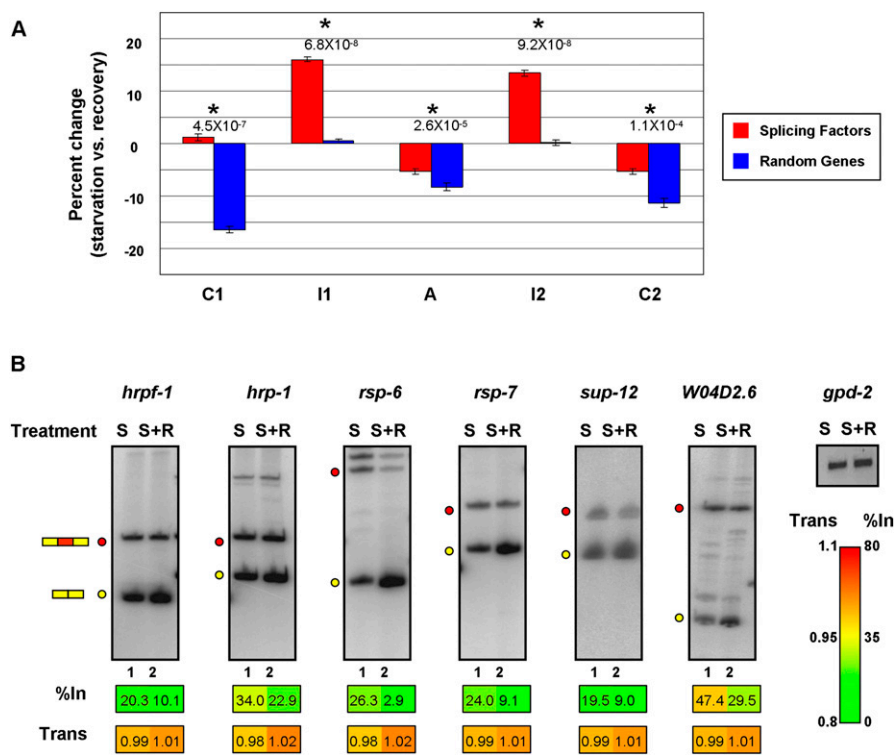 A
Percent change
(starvation vs. recovery)
20
10
0
-10
-20
*
4.5X10-7
*
6.8X10-8
*
2.6X10-5
*
9.2X10-8
*
1.1X10-4
C1 I1 A I2 C2
Splicing Factors
Random Genes
B
hrpf-1 hrp-1 rsp-6 rsp-7 sup-12 W04D2.6 gpd-2
Treatment S S+R S S+R S S+R S S+R S S+R S S+R S S+R
1 2 1 2 1 2 1 2 1 2 1 2
%In 20.3 10.1 34.0 22.9 26.3 2.9 24.0 9.1 19.5 9.0 47.4 29.5
Trans 0.99 1.01 0.98 1.02 0.98 1.02 0.99 1.01 0.99 1.01 0.99 1.01
Trans %In
1.1 80
0.95 35
0.8 0